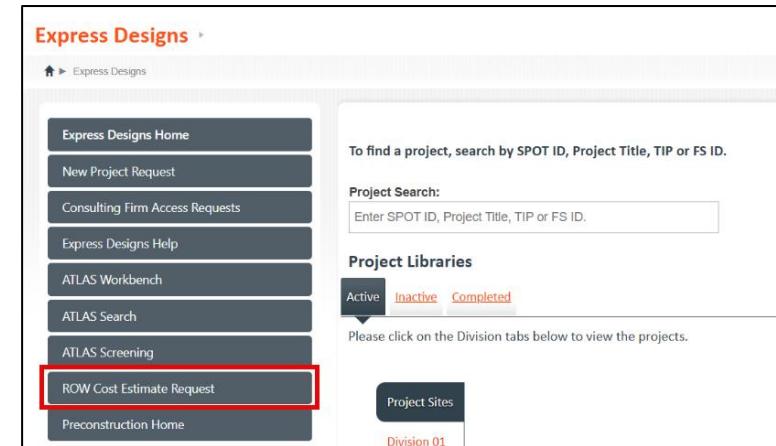 Express Designs
Express Designs
Express Designs Home
New Project Request
Consulting Firm Access Requests
Express Designs Help
ATLAS Workbench
ATLAS Search
ATLAS Screening
ROW Cost Estimate Request
Preconstruction Home
To find a project, search by SPOT ID, Project Title, TIP or FS ID.
Project Search:
Enter SPOT ID, Project Title, TIP or FS ID.
Project Libraries
Active Inactive Completed
Please click on the Division tabs below to view the projects.
Project Sites
Division 01